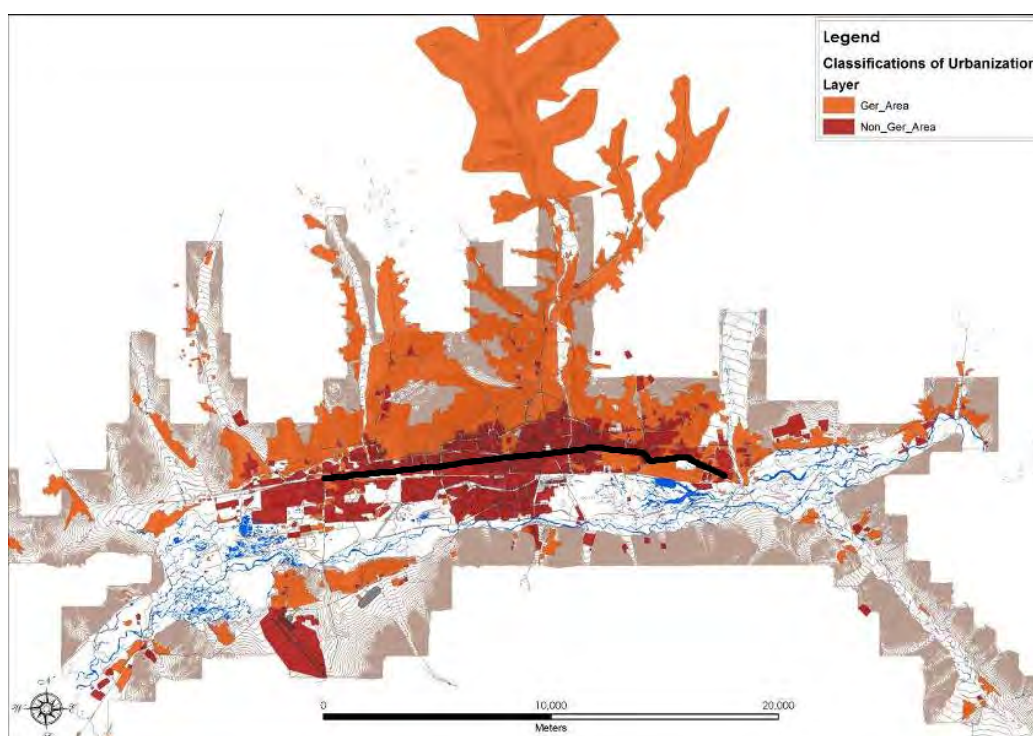 Legend
Classifications of Urbanization
Layer
Ger_Area
Non_Ger_Area
N
W E
S
0 10,000 20,000
Meters